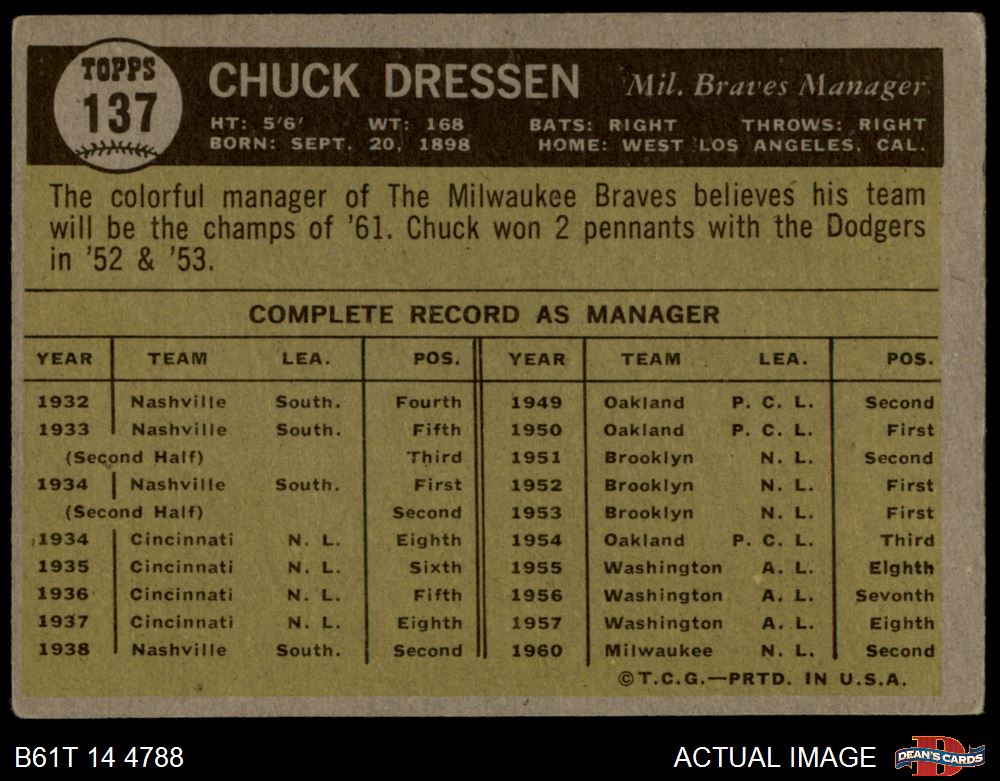 TOPPS
137
CHUCK DRESSEN Mil. Braves Manager
HT: 5'6' WT: 168 BATS: RIGHT THROWS: RIGHT
BORN: SEPT. 20, 1898 HOME: WEST LOS ANGELES, CAL.
The colorful manager of The Milwaukee Braves believes his team
will be the champs of '61. Chuck won 2 pennants with the Dodgers
in '52 & '53.
COMPLETE RECORD AS MANAGER
YEAR TEAM LEA. POS. YEAR TEAM LEA. POS.
1932 Nashville South. Fourth 1949 Oakland P. C. L. Second
1933 Nashville South. Fifth 1950 Oakland P. C. L. First
(Second Half) Third 1951 Brooklyn N. L. Second
1934 Nashville South. First 1952 Brooklyn N. L. First
(Second Half) Second 1953 Brooklyn N. L. First
1934 Cincinnati N. L. Eighth 1954 Oakland P. C. L. Third
1935 Cincinnati N. L. Sixth 1955 Washington A. L. Eighth
1936 Cincinnati N. L. Fifth 1956 Washington A. L. Sevonth
1937 Cincinnati N. L. Eighth 1957 Washington A. L. Eighth
1938 Nashville South. Second 1960 Milwaukee N. L. Second
©T.C.G.—PRTD. IN U.S.A.
B61T 14 4788 ACTUAL IMAGE D DEAN'S CARDS